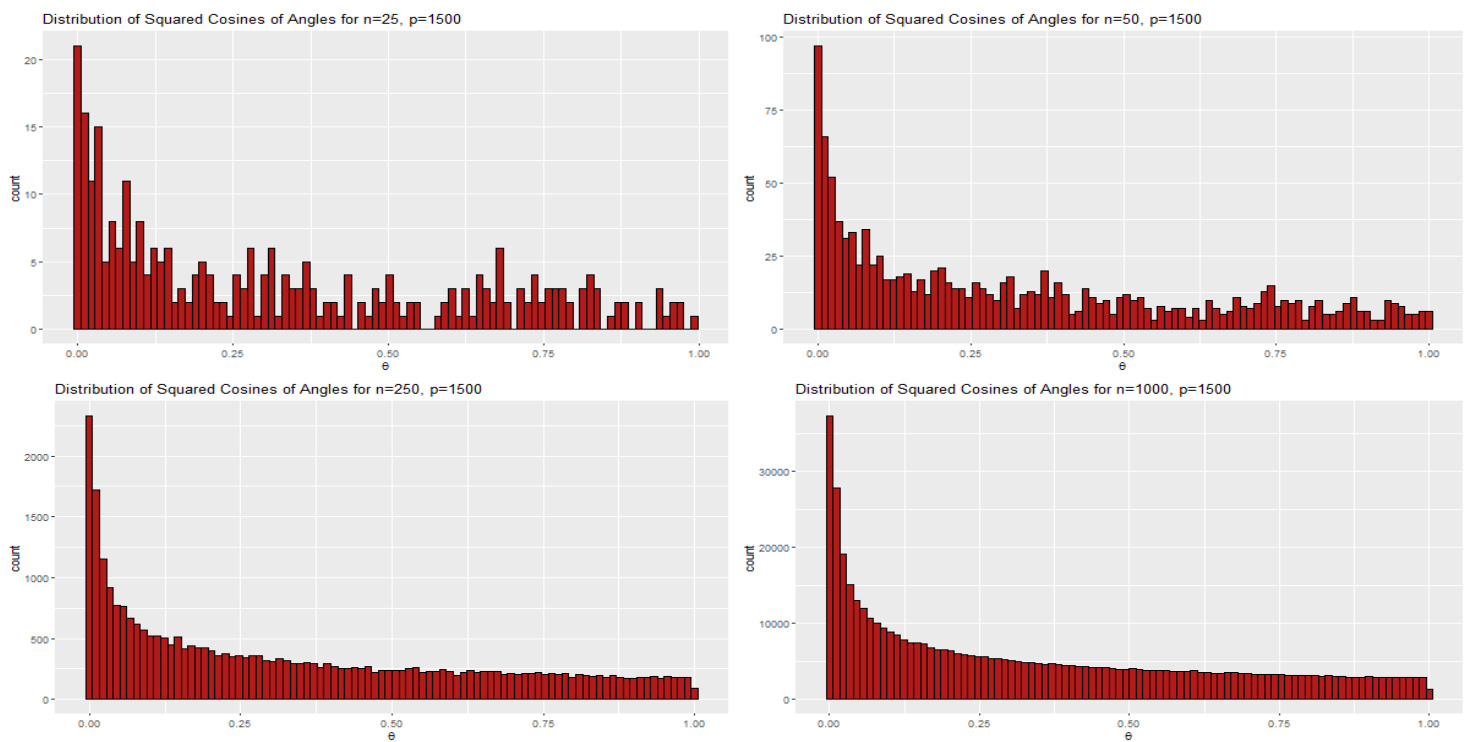 Distribution of Squared Cosines of Angles for n=25, p=1500
20
15
10
5
0
count
0.00 0.25 0.50 0.75 1.00
θ
Distribution of Squared Cosines of Angles for n=50, p=1500
100
75
50
25
0
count
0.00 0.25 0.50 0.75 1.00
θ
Distribution of Squared Cosines of Angles for n=250, p=1500
2000
1500
1000
500
0
count
0.00 0.25 0.50 0.75 1.00
θ
Distribution of Squared Cosines of Angles for n=1000, p=1500
30000
20000
10000
0
count
0.00 0.25 0.50 0.75 1.00
θ